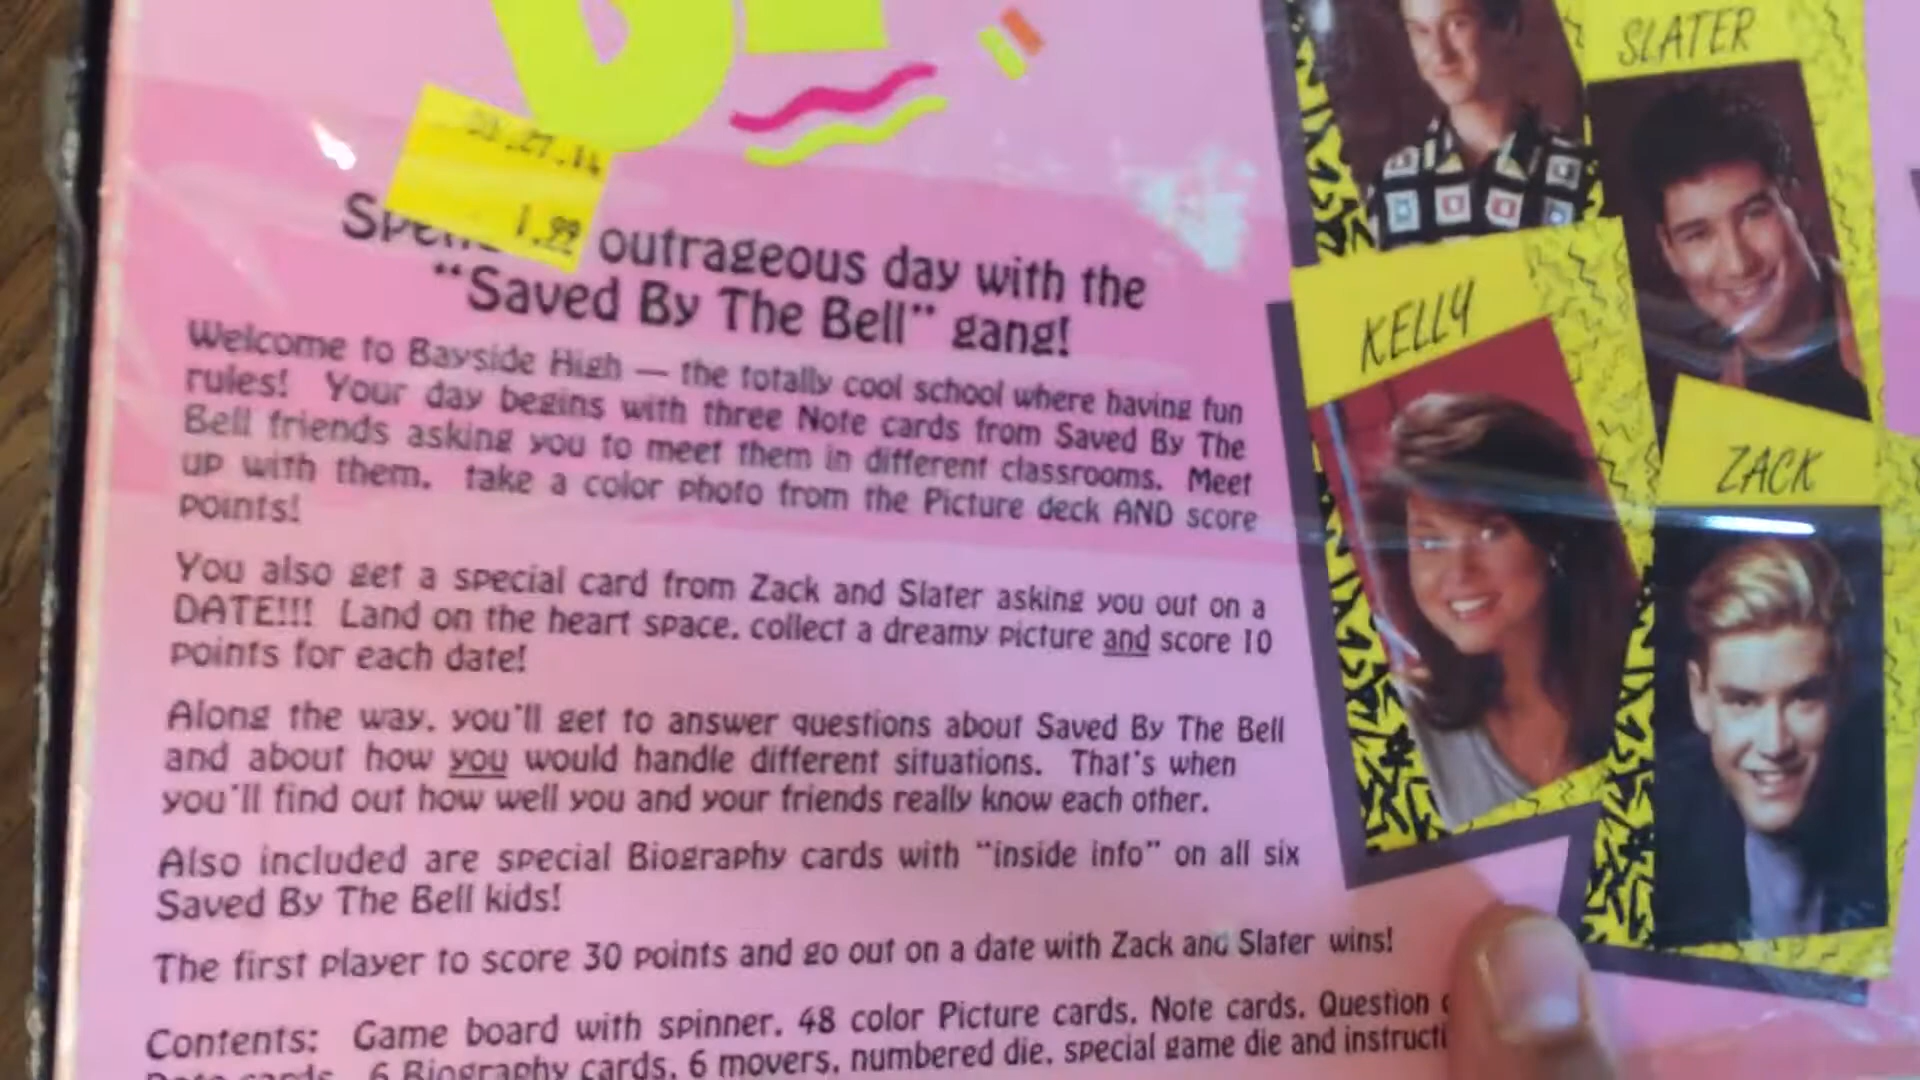 1.99
outrageous day with the
"Saved By The Bell" gang!
Welcome to Bayside High — the totally cool school where having fun
rules! Your day begins with three Note cards from Saved By The
Bell friends asking you to meet them in different classrooms. Meet
up with them, take a color photo from the Picture deck AND score
points!
You also get a special card from Zack and Slater asking you out on a
DATE!!! Land on the heart space, collect a dreamy picture and score 10
points for each date!
Along the way, you'll get to answer questions about Saved By The Bell
and about how you would handle different situations. That's when
you'll find out how well you and your friends really know each other.
Also included are special Biography cards with "inside info" on all six
Saved By The Bell kids!
The first player to score 30 points and go out on a date with Zack and Slater wins!
Contents: Game board with spinner, 48 color Picture cards, Note cards, Question
cards, 6 Biography cards, 6 movers, numbered die, special game die and
SLATER
KELLY
ZACK